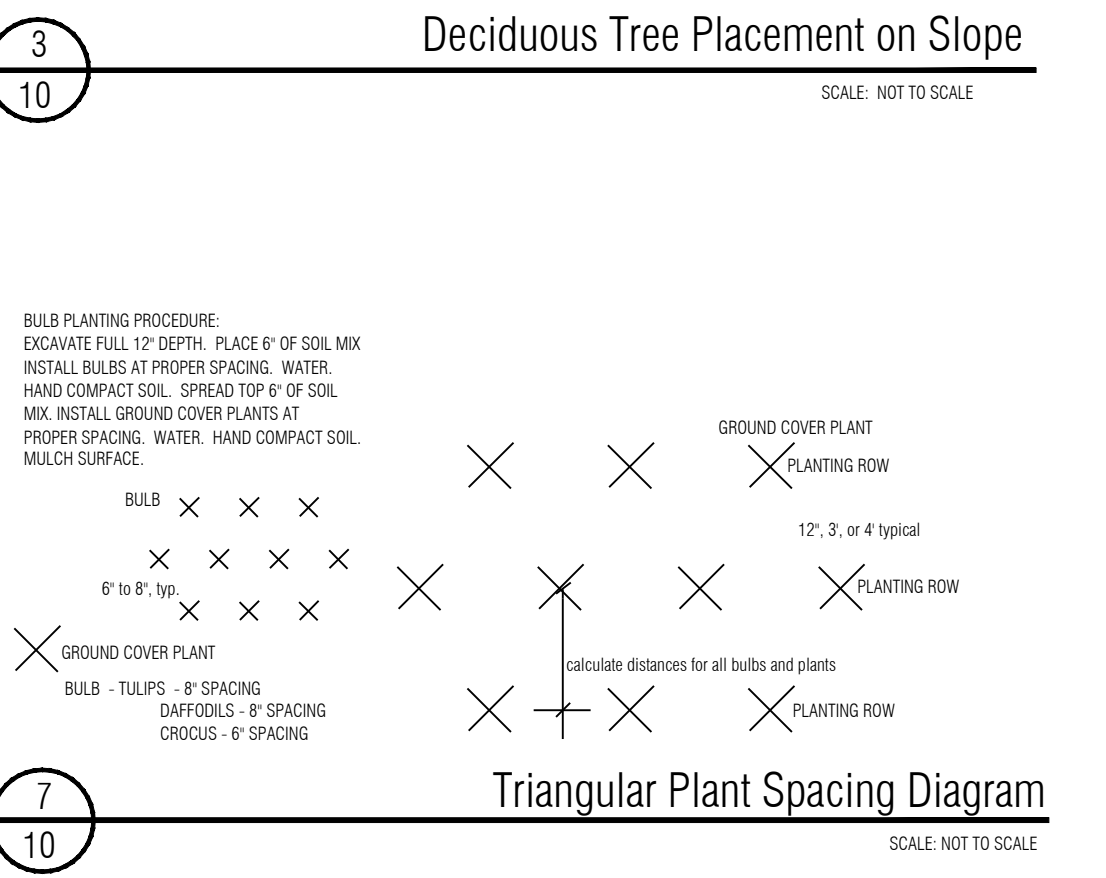 3
Deciduous Tree Placement on Slope
10
SCALE: NOT TO SCALE
BULB PLANTING PROCEDURE:
EXCAVATE FULL 12" DEPTH. PLACE 6" OF SOIL MIX
INSTALL BULBS AT PROPER SPACING. WATER.
HAND COMPACT SOIL. SPREAD TOP 6" OF SOIL
MIX. INSTALL GROUND COVER PLANTS AT
PROPER SPACING. WATER. HAND COMPACT SOIL.
MULCH SURFACE.
GROUND COVER PLANT
PLANTING ROW
BULB
12", 3', or 4' typical
6" to 8", typ.
PLANTING ROW
GROUND COVER PLANT
calculate distances for all bulbs and plants
BULB - TULIPS - 8" SPACING
DAFFODILS - 8" SPACING
CROCUS - 6" SPACING
PLANTING ROW
7
Triangular Plant Spacing Diagram
10
SCALE: NOT TO SCALE